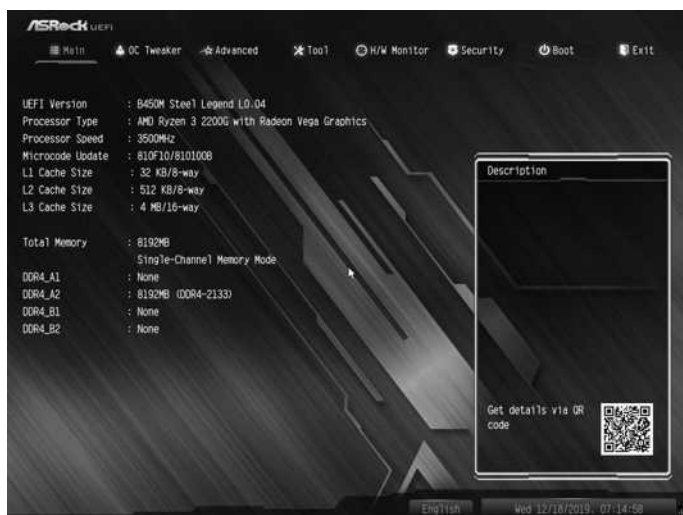 ASRock UEFI
Main OC Tweaker Advanced Tool H/W Monitor Security Boot Exit
UEFI Version : B450M Steel Legend L0.04
Processor Type : AMD Ryzen 3 2200G with Radeon Vega Graphics
Processor Speed : 3500MHz
Microcode Update : 810F10/8101008
L1 Cache Size : 32 KB/8-way
L2 Cache Size : 512 KB/8-way
L3 Cache Size : 4 MB/16-way
Total Memory : 8192MB
Single-Channel Memory Mode
DDR4_A1 : None
DDR4_A2 : 8192MB (DDR4-2133)
DDR4_B1 : None
DDR4_B2 : None
Description
Get details via QR
code
English Wed 12/18/2019. 07:14:58